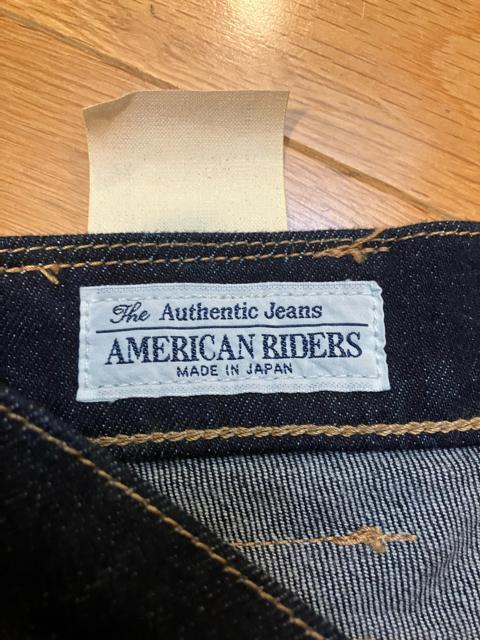 The Authentic Jeans
AMERICAN RIDERS
MADE IN JAPAN